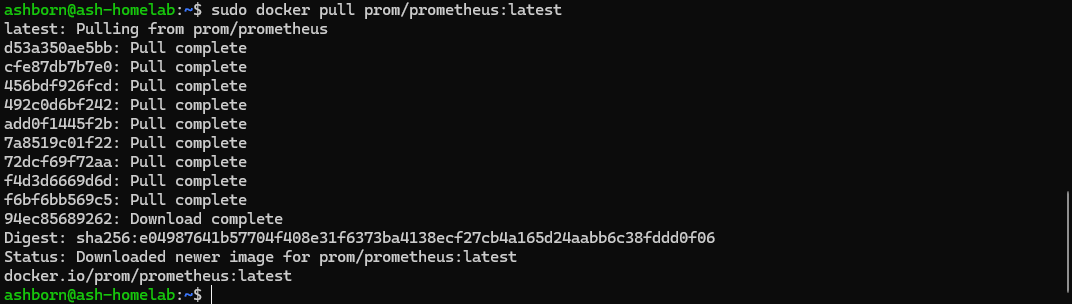 ashborn@ash-homelab:~$ sudo docker pull prom/prometheus:latest
latest: Pulling from prom/prometheus
d53a350ae5bb: Pull complete
cfe87db7b7e0: Pull complete
456bdf926fcd: Pull complete
492c0d6bf242: Pull complete
add0f1445f2b: Pull complete
7a8519c01f22: Pull complete
72dcf69f72aa: Pull complete
f4d3d6669d6d: Pull complete
f6bf6bb569c5: Pull complete
94ec85689262: Download complete
Digest: sha256:e04987641b57704f408e31f6373ba4138ecf27cb4a165d24aabb6c38fddd0f06
Status: Downloaded newer image for prom/prometheus:latest
docker.io/prom/prometheus:latest
ashborn@ash-homelab:~$